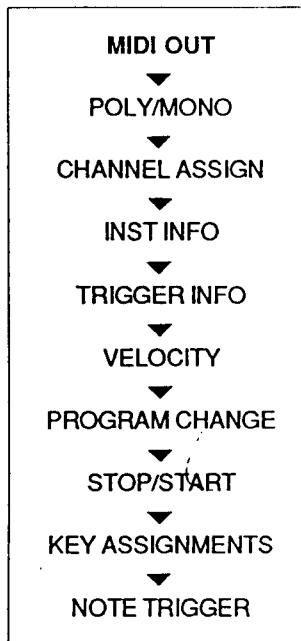 MIDI OUT
POLY/MONO
CHANNEL ASSIGN
INST INFO
TRIGGER INFO
VELOCITY
PROGRAM CHANGE
STOP/START
KEY ASSIGNMENTS
NOTE TRIGGER